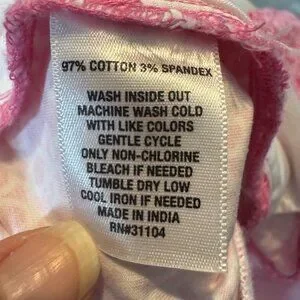 97% COTTON 3% SPANDEX
WASH INSIDE OUT
MACHINE WASH COLD
WITH LIKE COLORS
GENTLE CYCLE
ONLY NON-CHLORINE
BLEACH IF NEEDED
TUMBLE DRY LOW
COOL IRON IF NEEDED
MADE IN INDIA
RN#31104